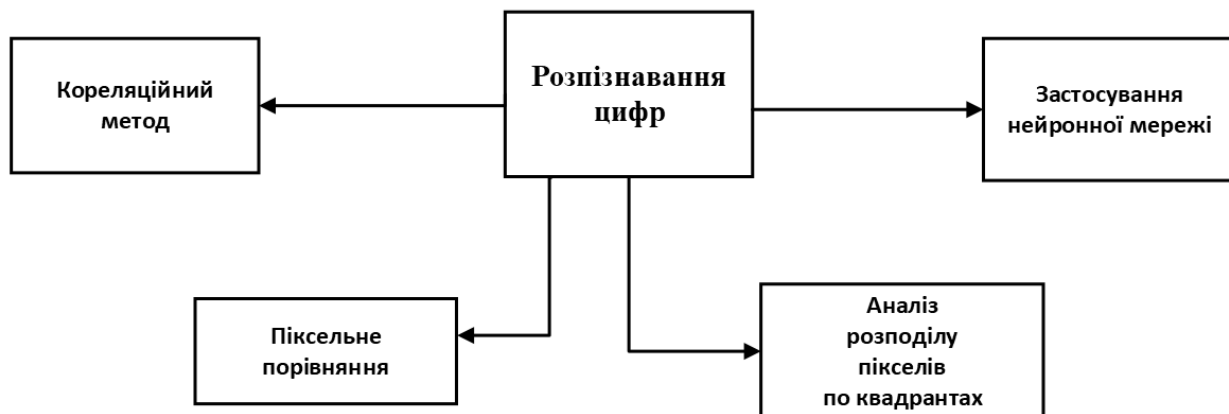 Розпізнавання
цифр
Кореляційний
метод
Застосування
нейронної мережі
Піксельне
порівняння
Аналіз
розподілу
пікселів
по квадрантах